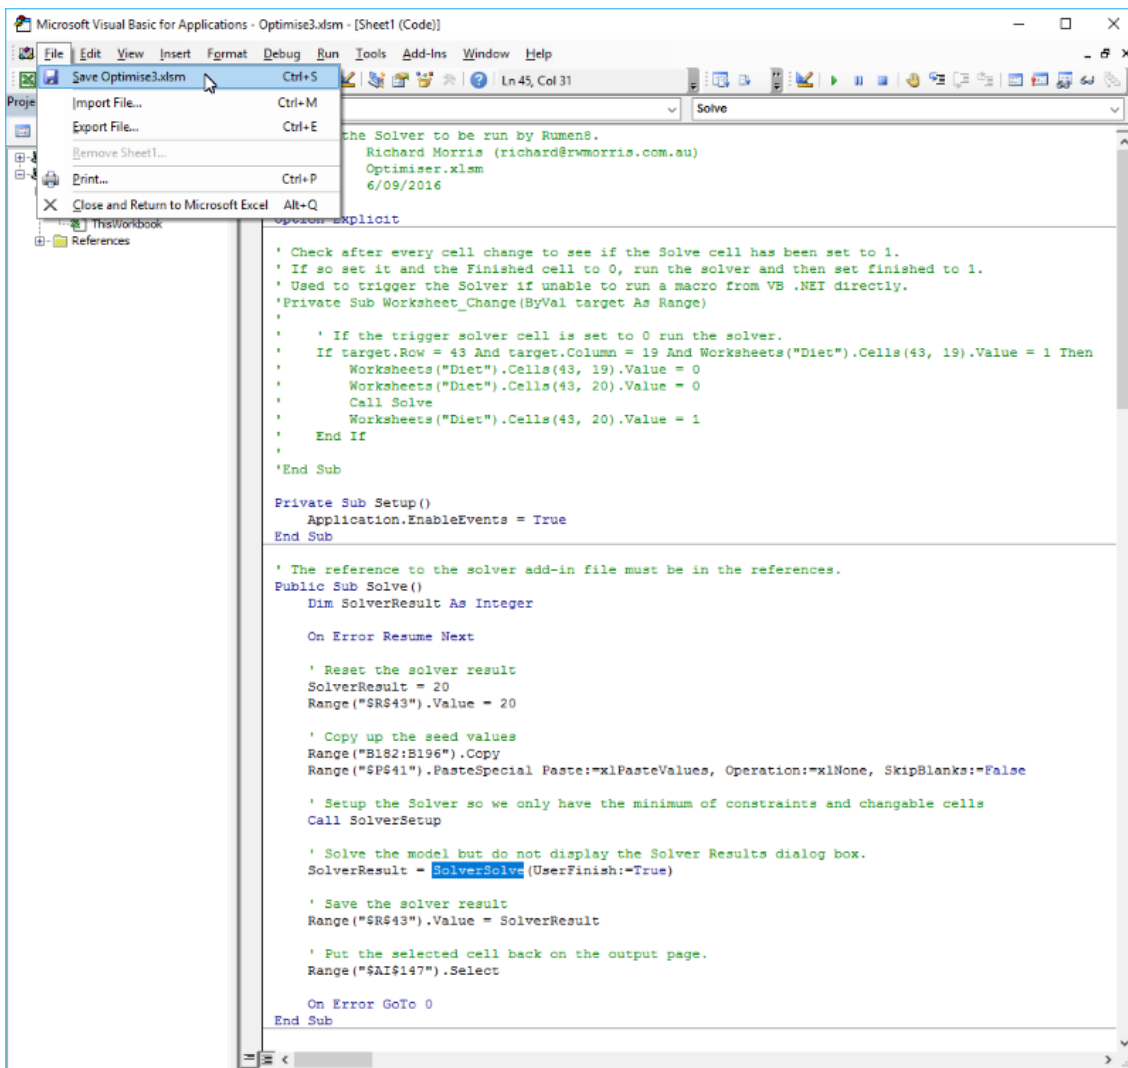 Microsoft Visual Basic for Applications - Optimise3.xlsm - [Sheet1 (Code)]
File Edit View Insert Format Debug Run Tools Add-Ins Window Help
Save Optimise3.xlsm Ctrl+S
Ln 45, Col 31
Proje
Import File... Ctrl+M
Solve
Export File... Ctrl+E
Remove Sheet1...
Print... Ctrl+P
Close and Return to Microsoft Excel Alt+Q
ThisWorkbook
References
the Solver to be run by Rumen8.
Richard Morris (richard@rwmorris.com.au)
Optimiser.xlsm
6/09/2016
Option Explicit
' Check after every cell change to see if the Solve cell has been set to 1.
' If so set it and the Finished cell to 0, run the solver and then set finished to 1.
' Used to trigger the Solver if unable to run a macro from VB .NET directly.
'Private Sub Worksheet_Change(ByVal target As Range)
'
'    ' If the trigger solver cell is set to 0 run the solver.
'    If target.Row = 43 And target.Column = 19 And Worksheets("Diet").Cells(43, 19).Value = 1 Then
'        Worksheets("Diet").Cells(43, 19).Value = 0
'        Worksheets("Diet").Cells(43, 20).Value = 0
'        Call Solve
'        Worksheets("Diet").Cells(43, 20).Value = 1
'    End If
'
'End Sub
Private Sub Setup()
Application.EnableEvents = True
End Sub
' The reference to the solver add-in file must be in the references.
Public Sub Solve()
Dim SolverResult As Integer
On Error Resume Next
' Reset the solver result
SolverResult = 20
Range("$R$43").Value = 20
' Copy up the seed values
Range("B182:B196").Copy
Range("$P$41").PasteSpecial Paste:=xlPasteValues, Operation:=xlNone, SkipBlanks:=False
' Setup the Solver so we only have the minimum of constraints and changable cells
Call SolverSetup
' Solve the model but do not display the Solver Results dialog box.
SolverResult = SolverSolve(UserFinish:=True)
' Save the solver result
Range("$R$43").Value = SolverResult
' Put the selected cell back on the output page.
Range("$AI$147").Select
On Error GoTo 0
End Sub